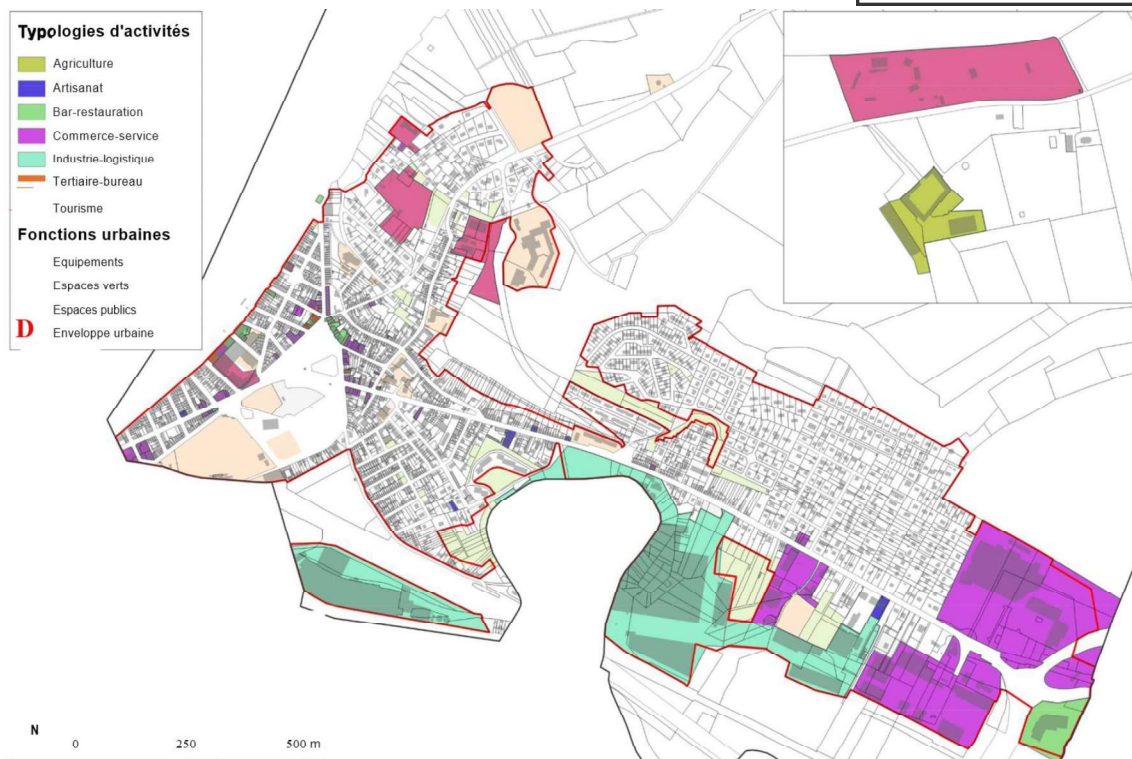 Typologies d'activités
Agriculture
Artisanat
Bar-restauration
Commerce-service
Industrie-logistique
Tertiaire-bureau
Tourisme
Fonctions urbaines
Equipements
Espaces verts
Espaces publics
D Enveloppe urbaine
N
0 250 500 m